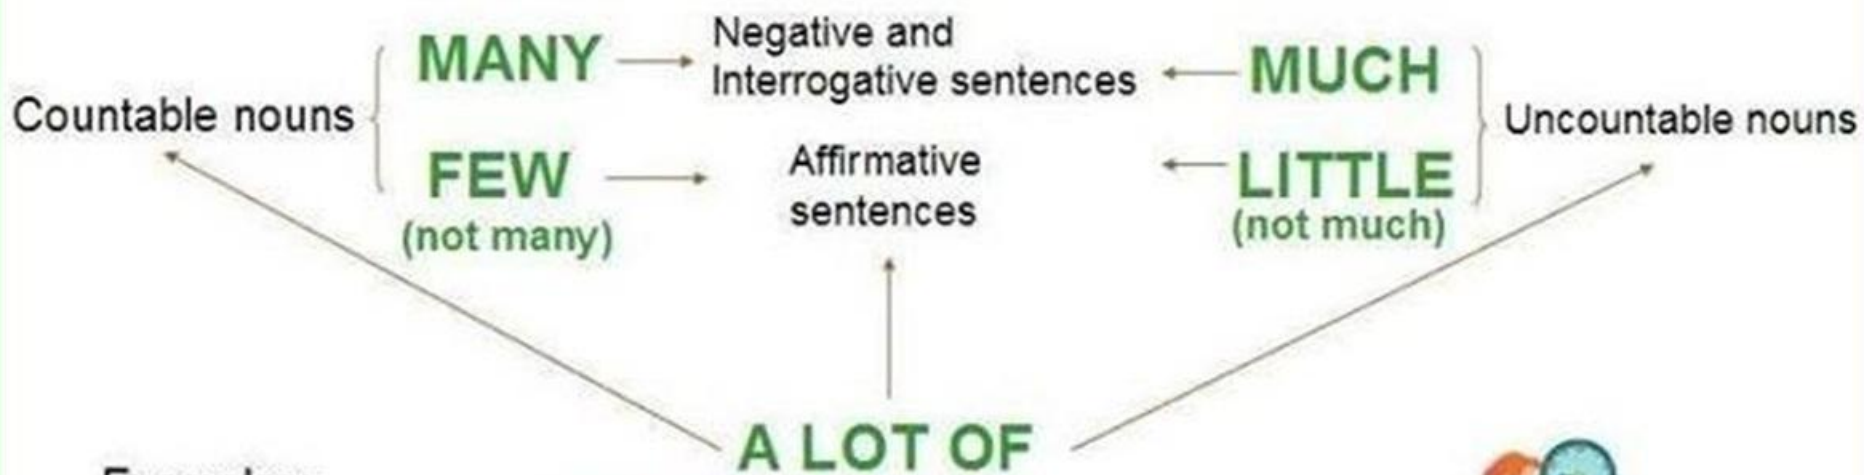 Countable nouns
MANY
FEW
(not many)
Negative and
Interrogative sentences
Affirmative
sentences
MUCH
LITTLE
(not much)
Uncountable nouns
A LOT OF